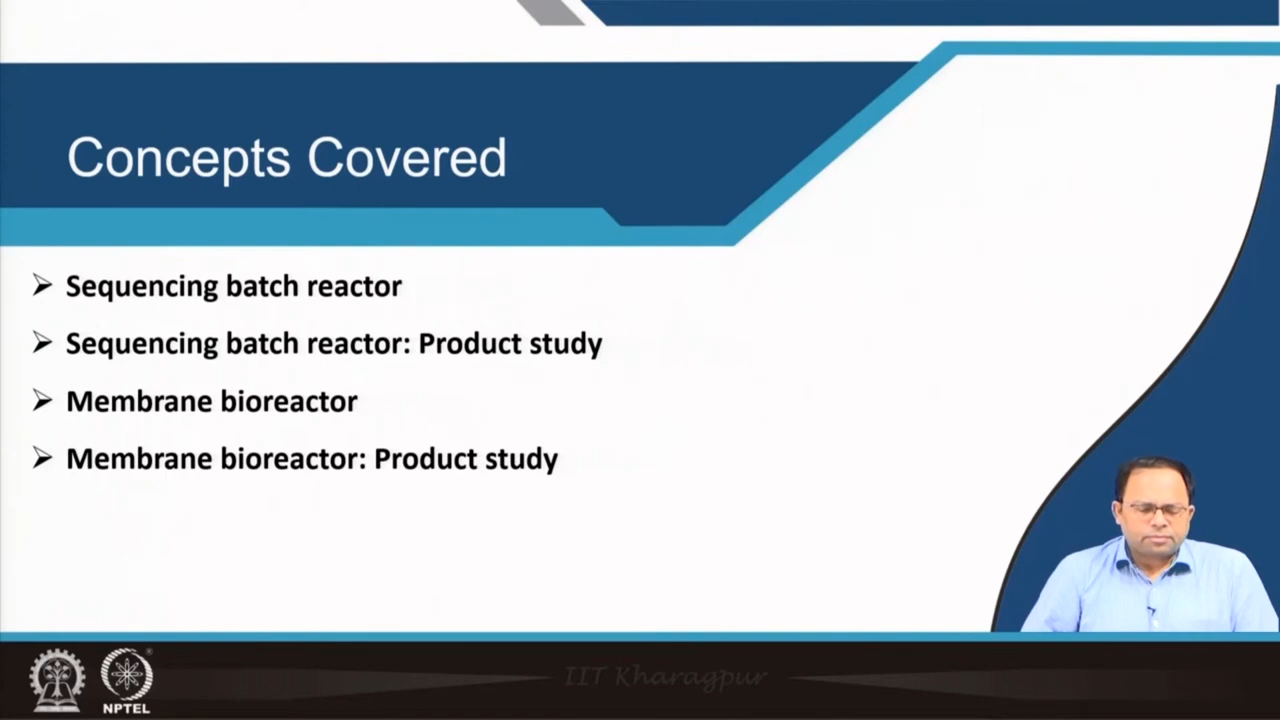 Concepts Covered
➢ Sequencing batch reactor
➢ Sequencing batch reactor: Product study
➢ Membrane bioreactor
➢ Membrane bioreactor: Product study
IIT Kharagpur
NPTEL